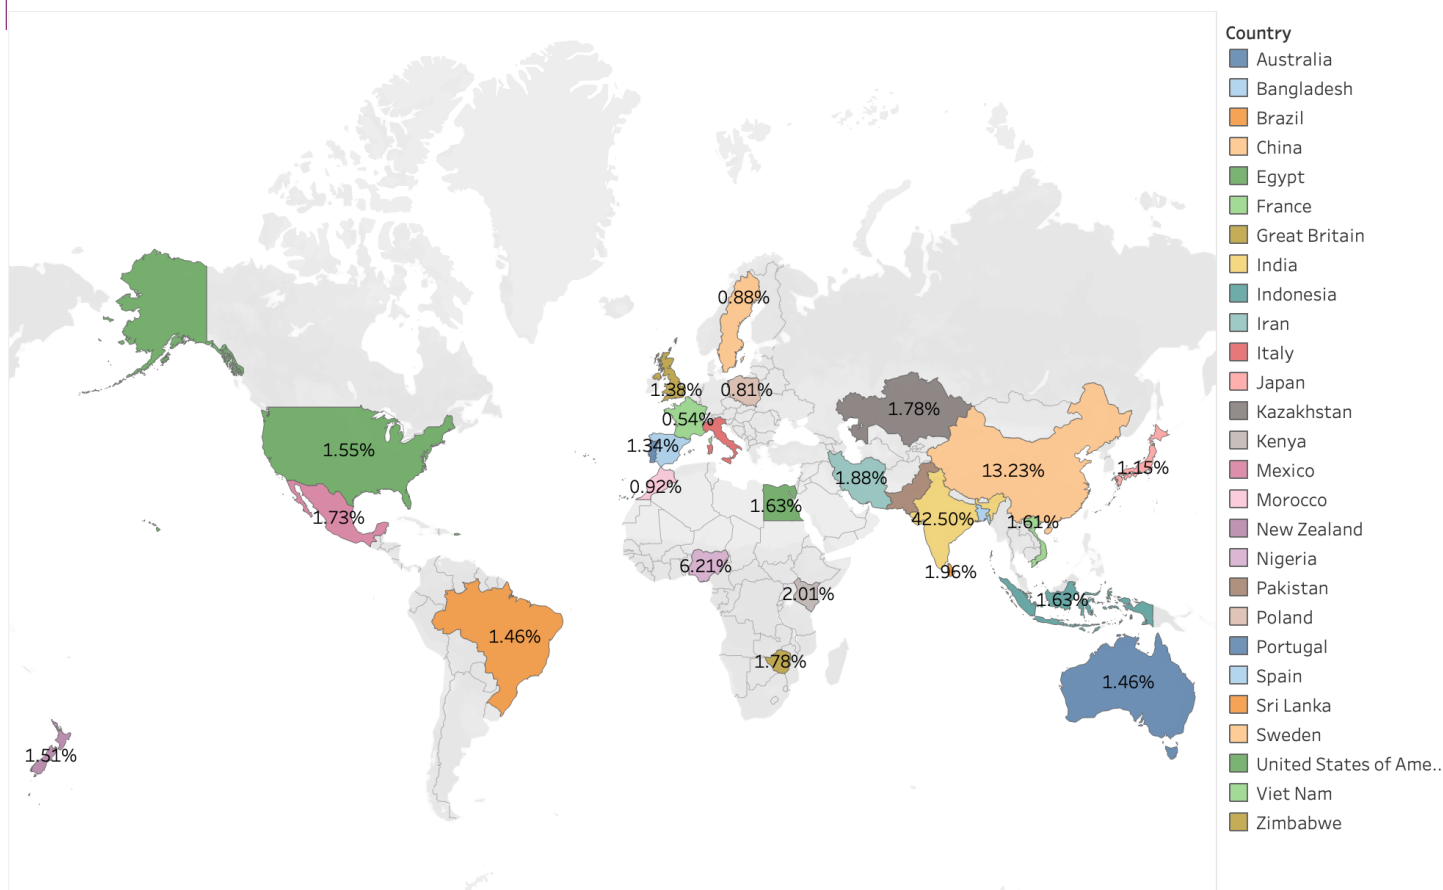 Country
Australia
Bangladesh
Brazil
China
Egypt
France
Great Britain
India
Indonesia
Iran
Italy
Japan
Kazakhstan
Kenya
Mexico
Morocco
New Zealand
Nigeria
Pakistan
Poland
Portugal
Spain
Sri Lanka
Sweden
United States of Ame..
Viet Nam
Zimbabwe
0.88%
1.38%
0.81%
0.54%
1.78%
1.34%
1.55%
13.23%
1.15%
1.88%
0.92%
1.63%
1.73%
42.50%
1.61%
6.21%
1.96%
2.01%
1.63%
1.46%
1.78%
1.46%
1.51%